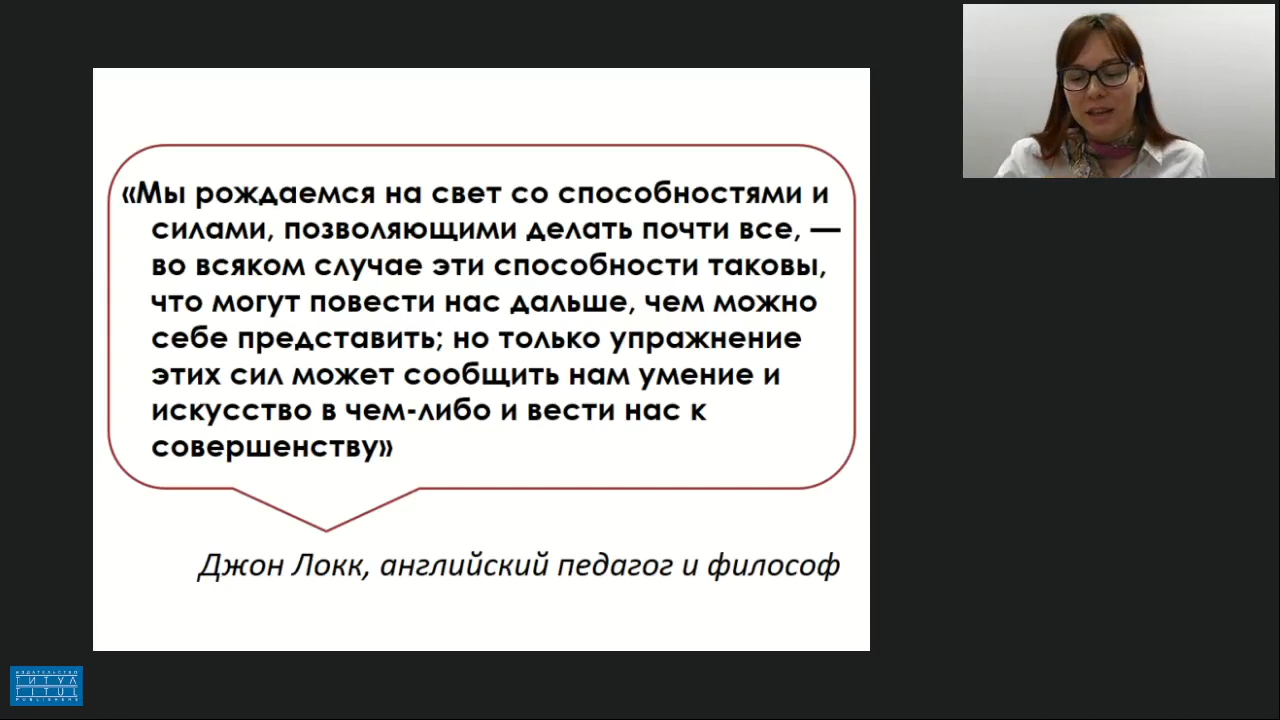 «Мы рождаемся на свет со способностями и
силами, позволяющими делать почти все, —
во всяком случае эти способности таковы,
что могут повести нас дальше, чем можно
себе представить; но только упражнение
этих сил может сообщить нам умение и
искусство в чем-либо и вести нас к
совершенству»
Джон Локк, английский педагог и философ
ИЗДАТЕЛЬСТВО
ТИТУЛ
TITUL
PUBLISHERS